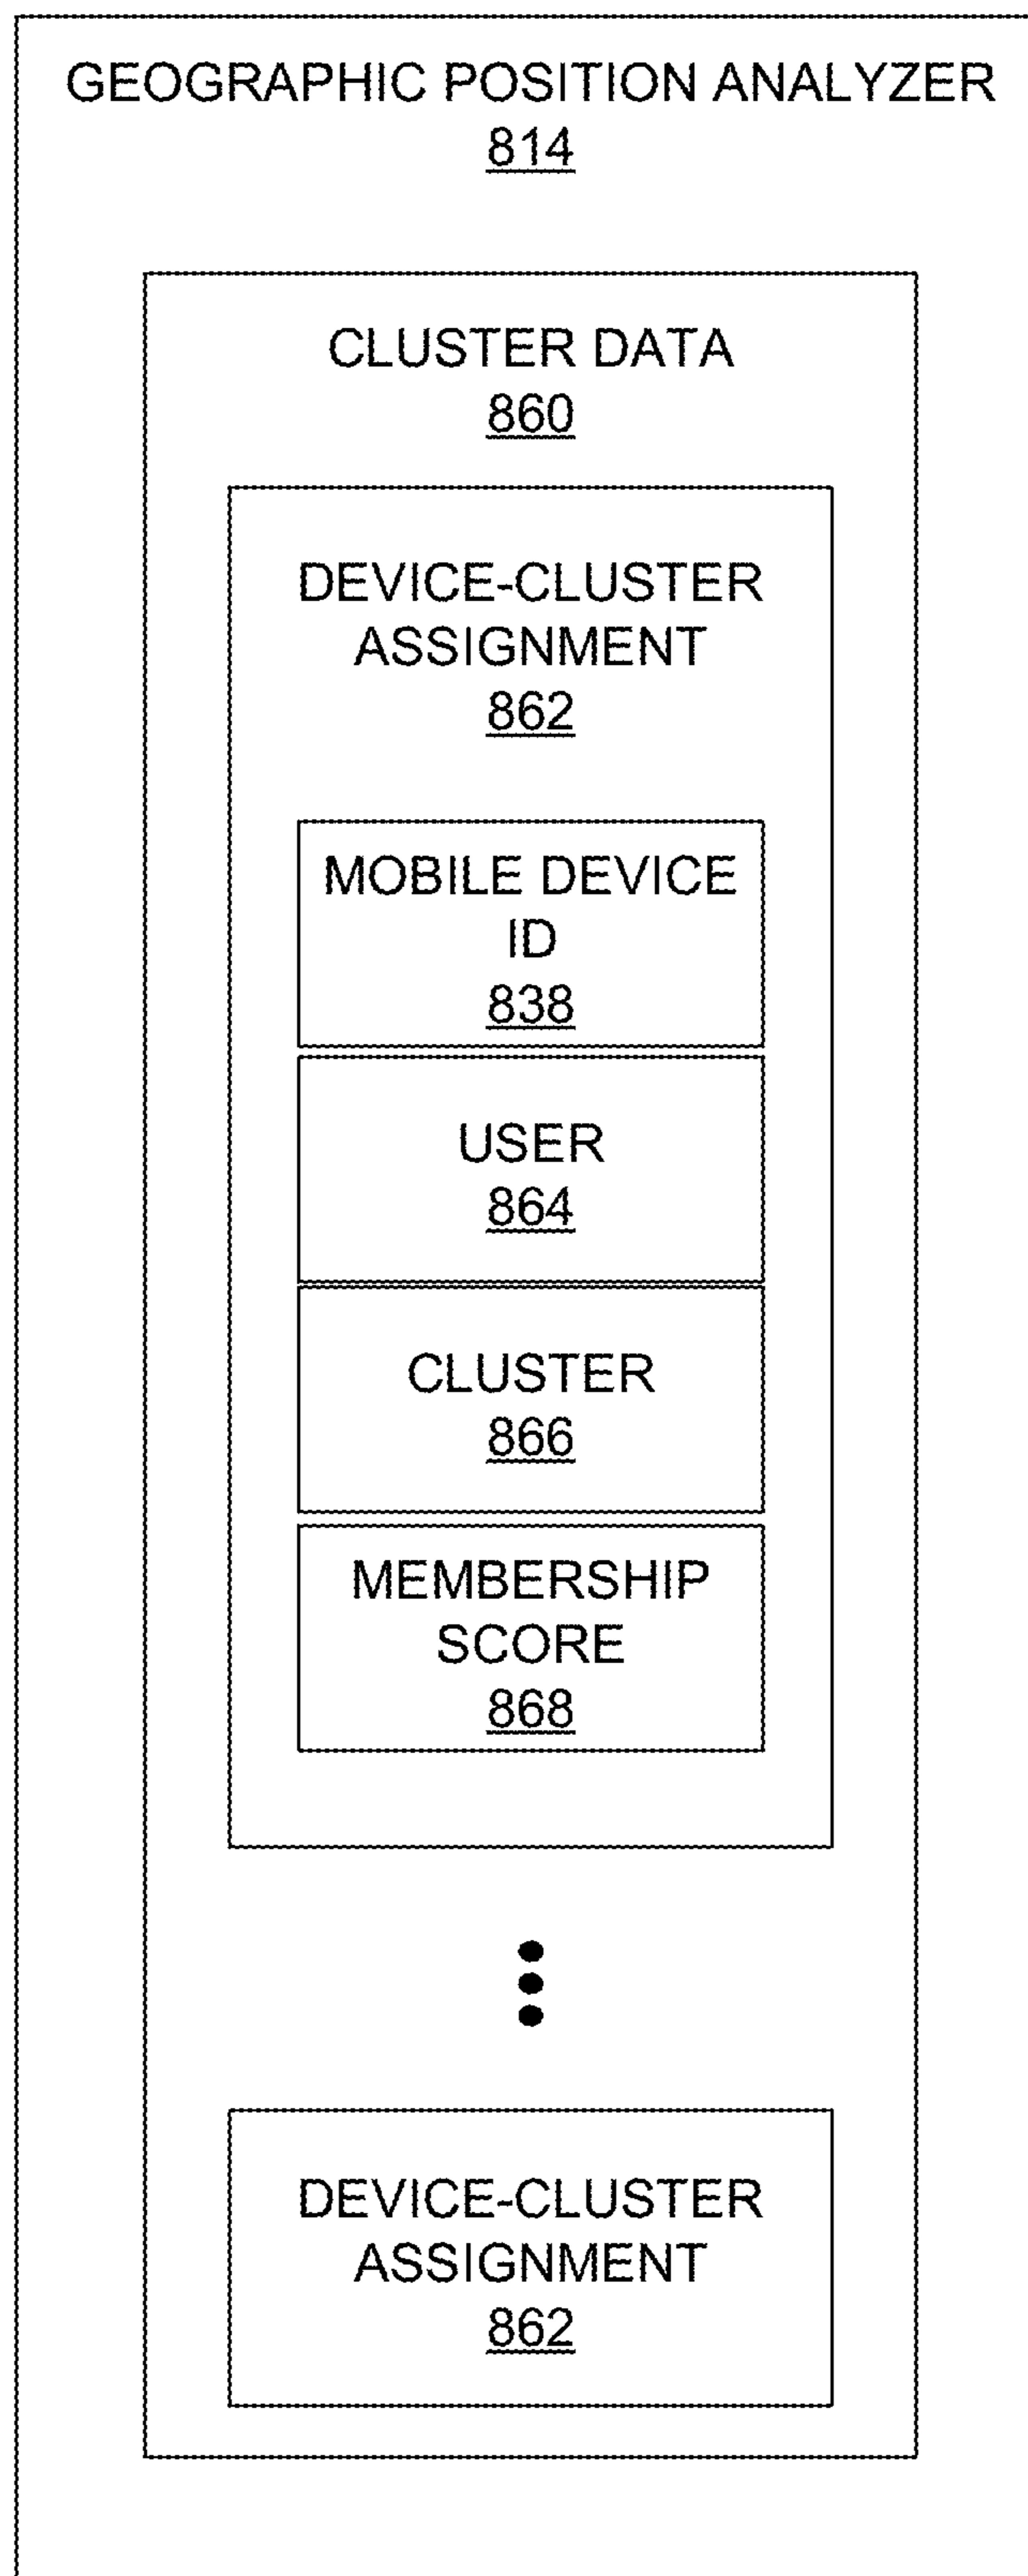 GEOGRAPHIC POSITION ANALYZER
814
CLUSTER DATA
860
DEVICE-CLUSTER
ASSIGNMENT
862
MOBILE DEVICE
ID
838
USER
864
CLUSTER
866
MEMBERSHIP
SCORE
868
DEVICE-CLUSTER
ASSIGNMENT
862